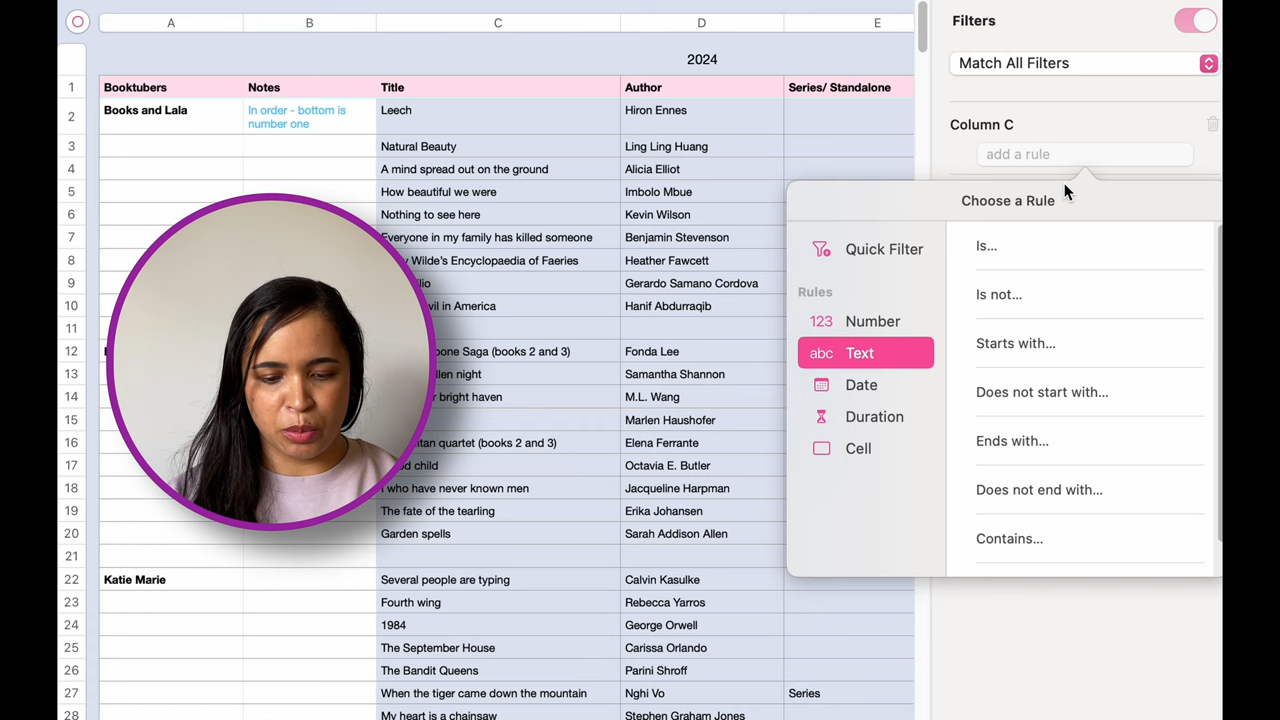 A B C D E
2024
1 Booktubers Notes Title Author Series/ Standalone
2 Books and Lala In order - bottom is Leech Hiron Ennes
number one
3 Natural Beauty Ling Ling Huang
4 A mind spread out on the ground Alicia Elliot
5 How beautiful we were Imbolo Mbue
6 Nothing to see here Kevin Wilson
7 Everyone in my family has killed someone Benjamin Stevenson
8 Wilde's Encyclopaedia of Faeries Heather Fawcett
9 Gerardo Samano Cordova
10 in America Hanif Abdurraqib
11
12 Saga (books 2 and 3) Fonda Lee
13 night Samantha Shannon
14 bright haven M.L. Wang
15 Marlen Haushofer
16 quartet (books 2 and 3) Elena Ferrante
17 child Octavia E. Butler
18 who have never known men Jacqueline Harpman
19 The fate of the tearling Erika Johansen
20 Garden spells Sarah Addison Allen
21
22 Katie Marie Several people are typing Calvin Kasulke
23 Fourth wing Rebecca Yarros
24 1984 George Orwell
25 The September House Carissa Orlando
26 The Bandit Queens Parini Shroff
27 When the tiger came down the mountain Nghi Vo Series
28 My heart is a chainsaw Stephen Graham Jones
Filters
Match All Filters
Column C
add a rule
Choose a Rule
Quick Filter
Rules
123 Number
abc Text
Date
Duration
Cell
Is...
Is not...
Starts with...
Does not start with...
Ends with...
Does not end with...
Contains...